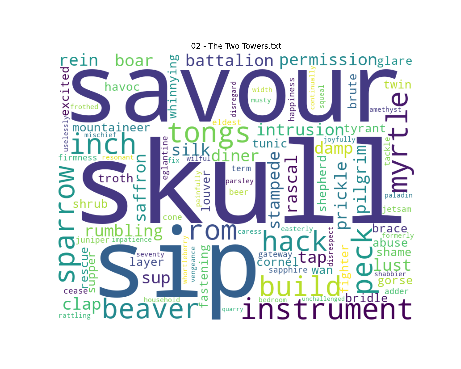 02 - The Two Towers.txt
rein boar battalion permission glare
excited havoc savour whinnying disregard width musty happiness squeal brute twin
frothed eldest amethyst
uselessly mischief mountaineer inch silk tongs intrusion tyrant myrtle
firmness resonant eglantine fix wilful diner tunic damp joyfully tackle
sparrow troth saffron louver term stampede rascal shepherd prickle pilgrim paladin
shrub skull parsley painfully beer jetsam
rumbling cone rom caress hack easterly peck brace formerly
juniper impatience sip gateway cornel tap disrespect abuse
rescue supper seventy layer vengeance fastening sapphire wan fighter shame lust shabbier
cease sup household build bedroom unchallenged bridle gorse adder
clap beaver quarry instrument
rattling